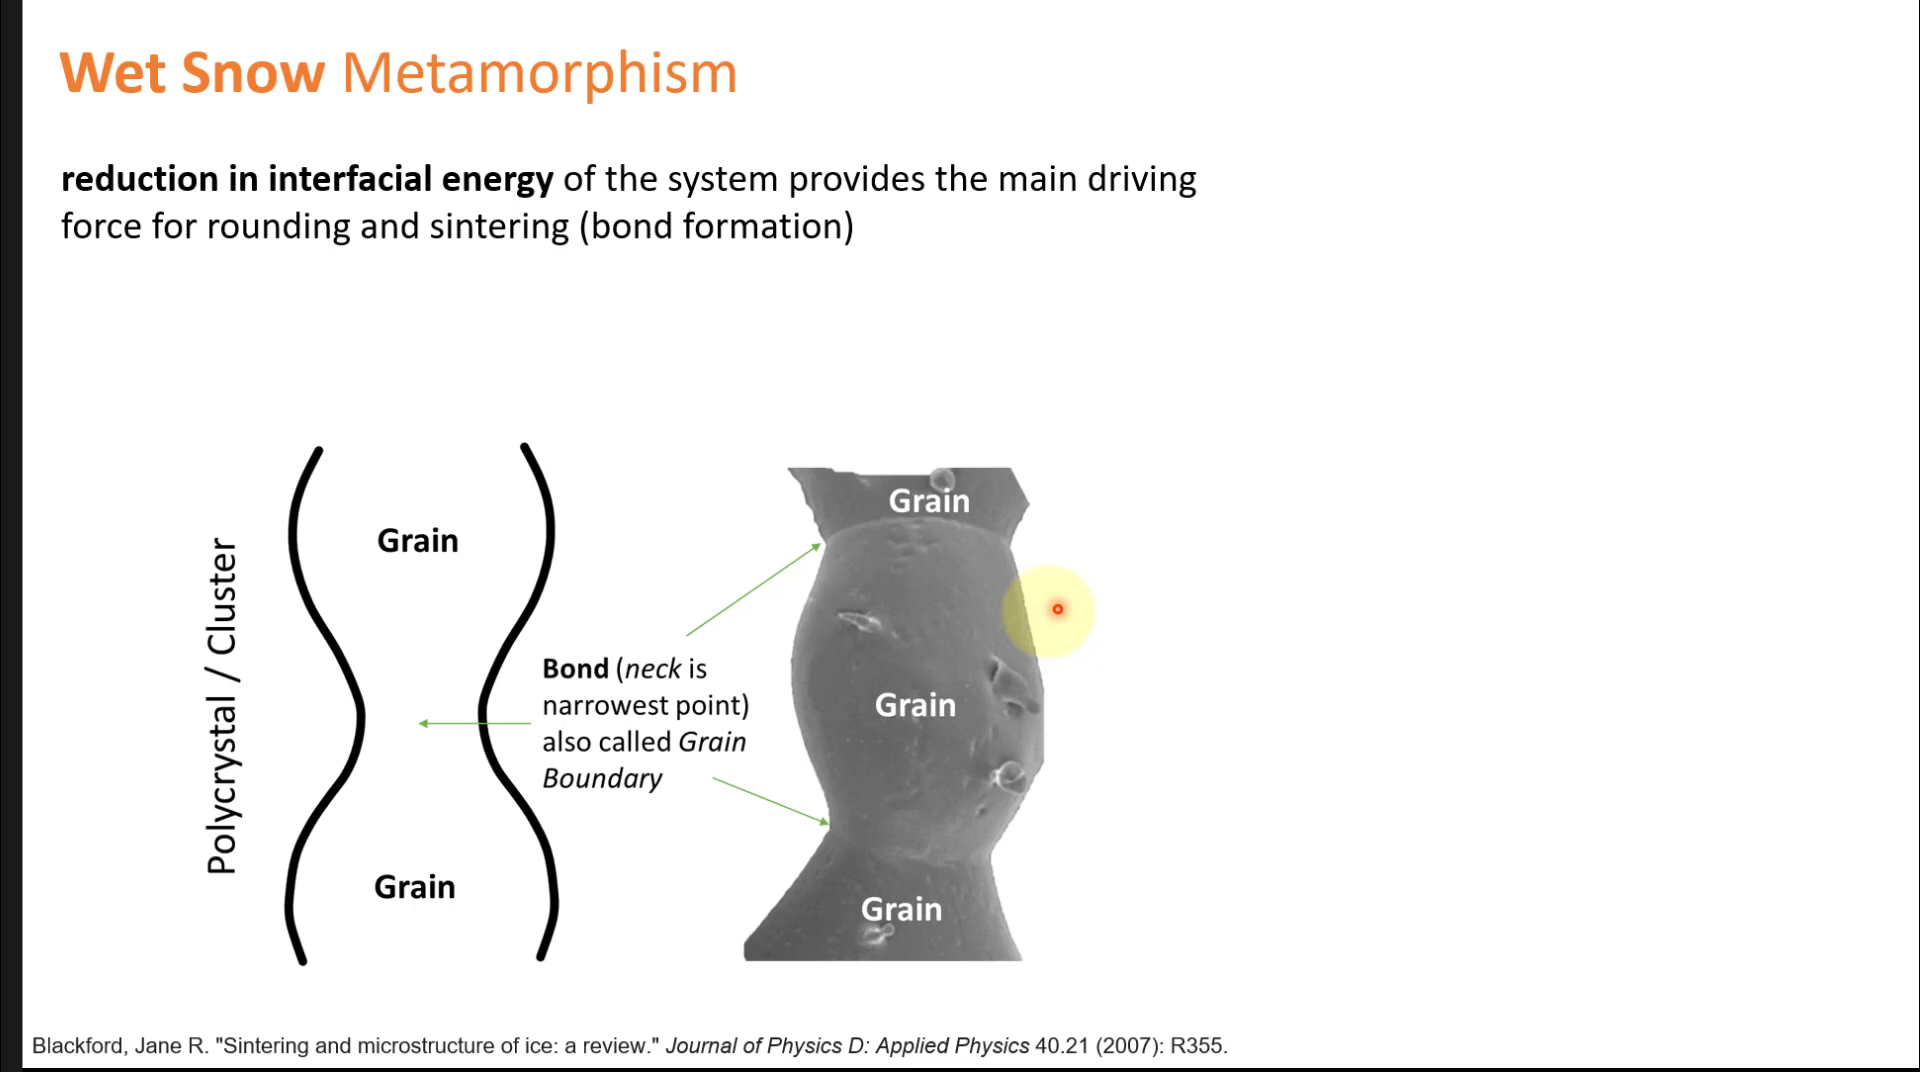 Wet Snow Metamorphism
reduction in interfacial energy of the system provides the main driving
force for rounding and sintering (bond formation)
Polycrystal / Cluster
Grain
Grain
Bond (neck is
narrowest point)
also called Grain
Boundary
Grain
Grain
Grain
Blackford, Jane R. "Sintering and microstructure of ice: a review." Journal of Physics D: Applied Physics 40.21 (2007): R355.